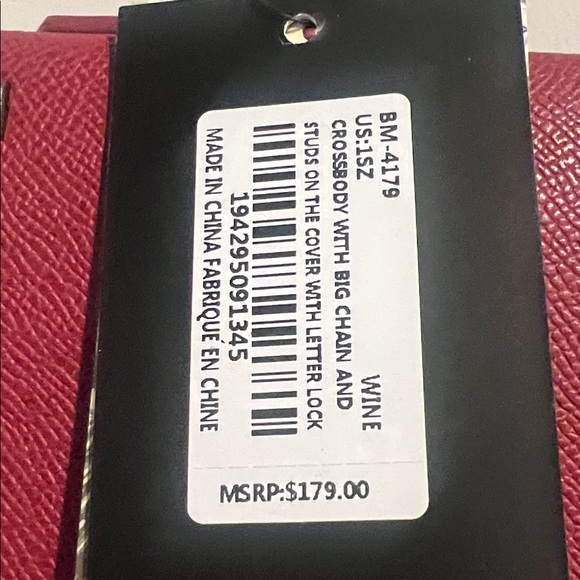 BM-4179
US:1SZ WINE
CROSSBODY WITH BIG CHAIN AND
STUDS ON THE COVER WITH LETTER LOCK
194295091345
MADE IN CHINA FABRIQUÉ EN CHINE
MSRP:$179.00